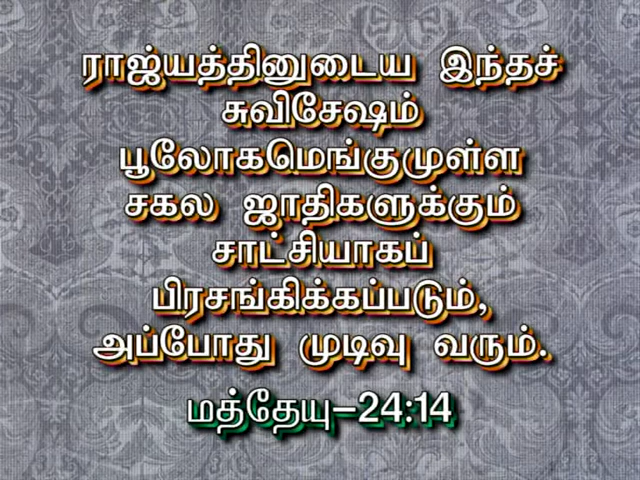 ராஜ்யத்தினுடைய இந்தச்
சுவிசேஷம்
பூலோகமெங்குமுள்ள
சகல ஜாதிகளுக்கும்
சாட்சியாகப்
பிரசங்கிக்கப்படும்,
அப்போது முடிவு வரும்.
மத்தேயு–24:14